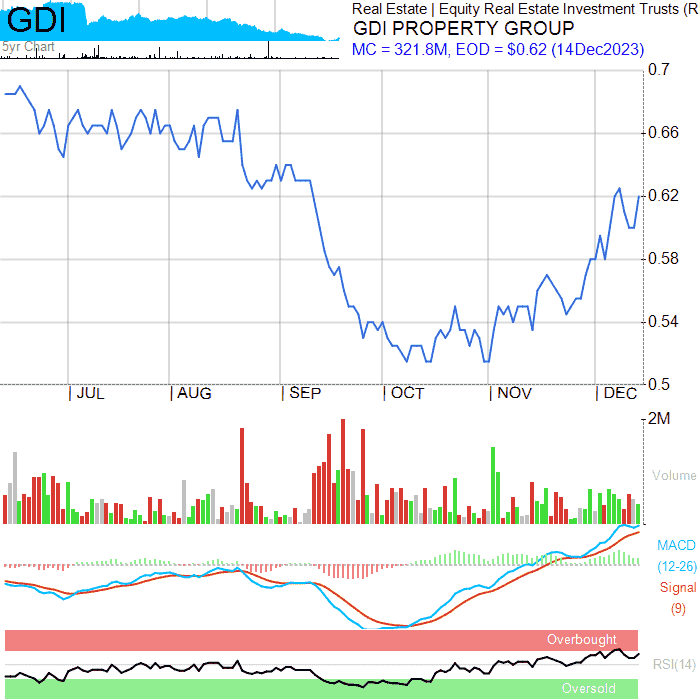 GDI
5yr Chart
Real Estate | Equity Real Estate Investment Trusts (R
GDI PROPERTY GROUP
MC = 321.8M, EOD = $0.62 (14Dec2023)
0.7
0.66
0.62
0.58
0.54
0.5
| JUL | AUG | SEP | OCT | NOV | DEC
2M
Volume
MACD
(12-26)
Signal
(9)
Overbought
RSI(14)
Oversold